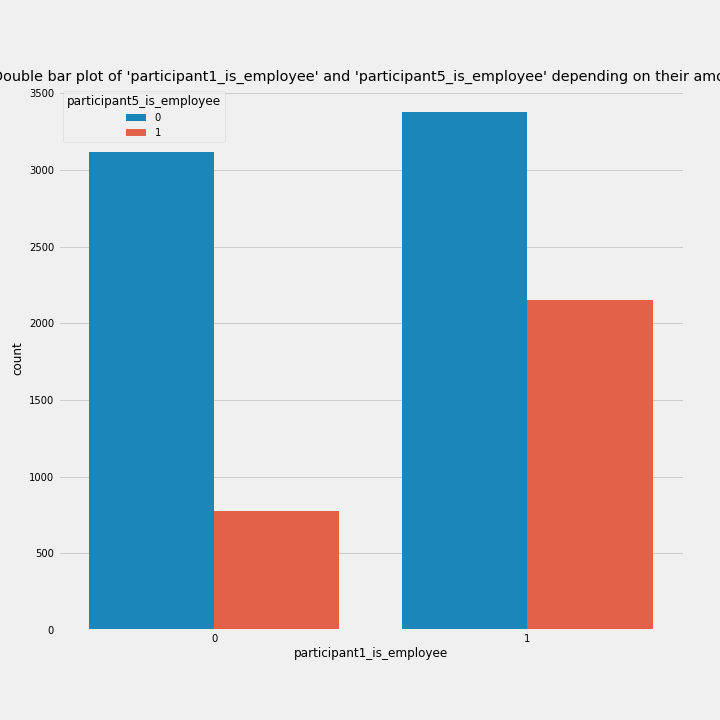 Double bar plot of 'participant1_is_employee' and 'participant5_is_employee' depending on their
participant5_is_employee
0
1
3500
3000
2500
2000
1500
1000
500
0
count
0 1
participant1_is_employee